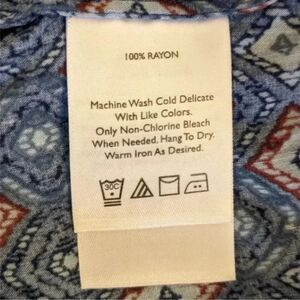 100% RAYON
Machine Wash Cold Delicate
With Like Colors.
Only Non-Chlorine Bleach
When Needed. Hang To Dry.
Warm Iron As Desired.
30C